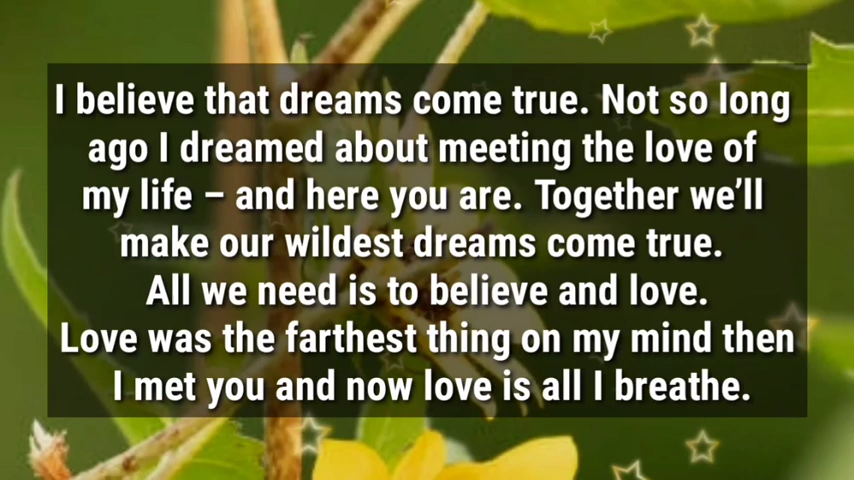 I believe that dreams come true. Not so long
ago I dreamed about meeting the love of
my life – and here you are. Together we’ll
make our wildest dreams come true.
All we need is to believe and love.
Love was the farthest thing on my mind then
I met you and now love is all I breathe.